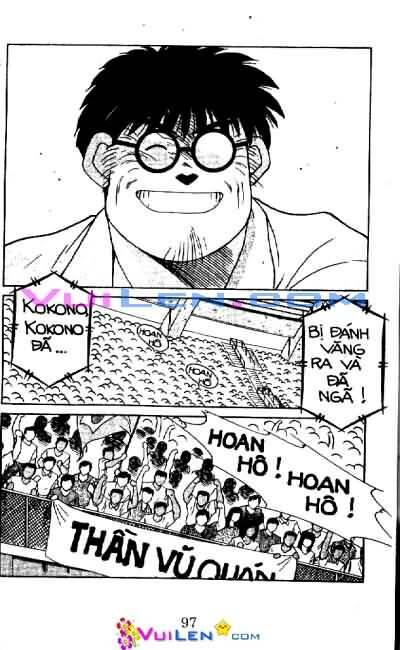 VuiLen.com
KOKONO,
KOKONO
ĐÃ...
HOAN
HÔ
HOAN
HÔ
BỊ ĐÁNH
VĂNG
RA VÀ
ĐÃ
NGÃ!
HOAN
HÔ! HOAN
HÔ!
THẦN VŨ QUÁN
97
VuiLen.com